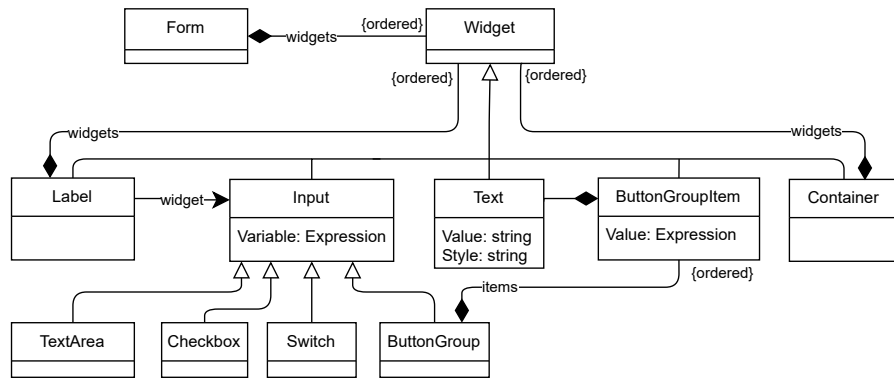 Form
widgets
{ordered}
Widget
{ordered}
{ordered}
widgets
widgets
Label
widget
Input
Variable: Expression
Text
Value: string
Style: string
ButtonGroupItem
Value: Expression
Container
{ordered}
items
TextArea
Checkbox
Switch
ButtonGroup